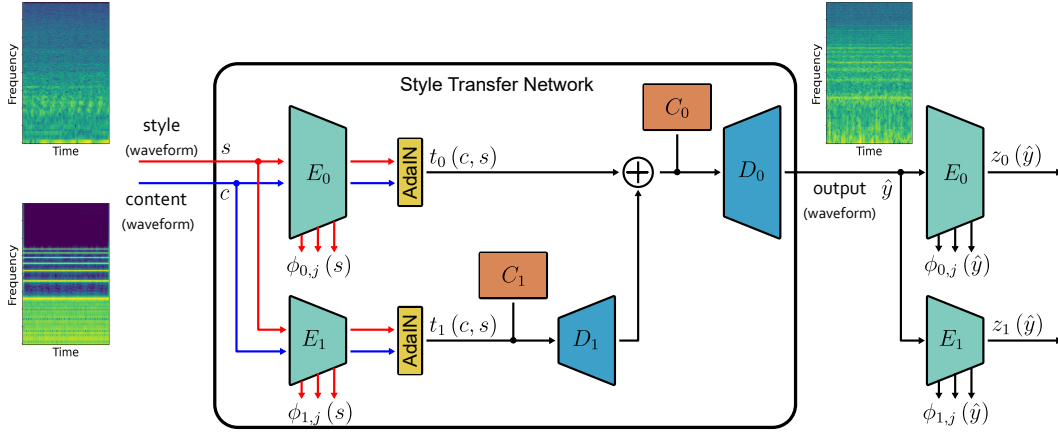 Frequency
Time
style
(waveform)
content
(waveform)
Frequency
Time
Style Transfer Network
s
c
E₀
AdaIN
t₀ (c, s)
ϕ₀,ⱼ (s)
C₀
D₀
E₁
AdaIN
t₁ (c, s)
ϕ₁,ⱼ (s)
C₁
D₁
Frequency
Time
output
(waveform)
ŷ
E₀
z₀ (ŷ)
ϕ₀,ⱼ (ŷ)
E₁
z₁ (ŷ)
ϕ₁,ⱼ (ŷ)